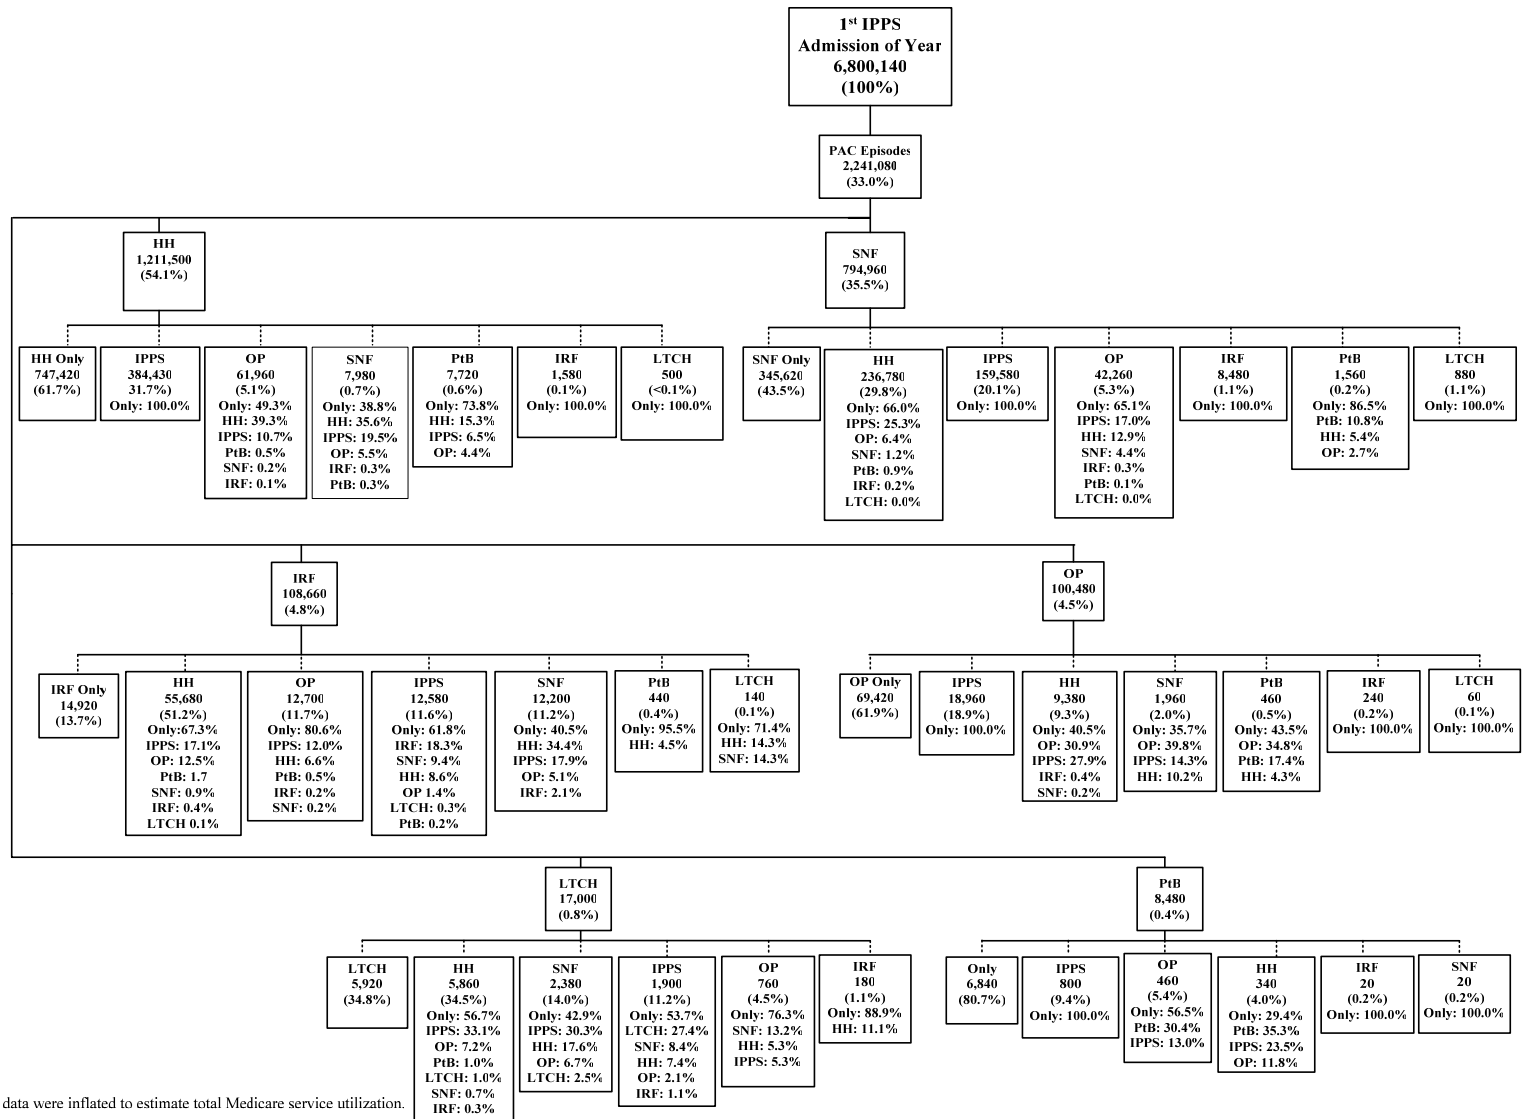 1st IPPS
Admission of Year
6,800,140
(100%)
PAC Episodes
2,241,080
(33.0%)
HH
1,211,500
(54.1%)
SNF
794,960
(35.5%)
HH Only
747,420
(61.7%)
IPPS
384,430
31.7%)
Only: 100.0%
OP
61,960
(5.1%)
Only: 49.3%
HH: 39.3%
IPPS: 10.7%
PtB: 0.5%
SNF: 0.2%
IRF: 0.1%
SNF
7,980
(0.7%)
Only: 38.8%
HH: 35.6%
IPPS: 19.5%
OP: 5.5%
IRF: 0.3%
PtB: 0.3%
PtB
7,720
(0.6%)
Only: 73.8%
HH: 15.3%
IPPS: 6.5%
OP: 4.4%
IRF
1,580
(0.1%)
Only: 100.0%
LTCH
500
(<0.1%)
Only: 100.0%
SNF Only
345,620
(43.5%)
HH
236,780
(29.8%)
Only: 66.0%
IPPS: 25.3%
OP: 6.4%
SNF: 1.2%
PtB: 0.9%
IRF: 0.2%
LTCH: 0.0%
IPPS
159,580
(20.1%)
Only: 100.0%
OP
42,260
(5.3%)
Only: 65.1%
IPPS: 17.0%
HH: 12.9%
SNF: 4.4%
IRF: 0.3%
PtB: 0.1%
LTCH: 0.0%
IRF
8,480
(1.1%)
Only: 100.0%
PtB
1,560
(0.2%)
Only: 86.5%
PtB: 10.8%
HH: 5.4%
OP: 2.7%
LTCH
880
(1.1%)
Only: 100.0%
IRF
108,660
(4.8%)
OP
100,480
(4.5%)
IRF Only
14,920
(13.7%)
HH
55,680
(51.2%)
Only:67.3%
IPPS: 17.1%
OP: 12.5%
PtB: 1.7
SNF: 0.9%
IRF: 0.4%
LTCH 0.1%
OP
12,700
(11.7%)
Only: 80.6%
IPPS: 12.0%
HH: 6.6%
PtB: 0.5%
IRF: 0.2%
SNF: 0.2%
IPPS
12,580
(11.6%)
Only: 61.8%
IRF: 18.3%
SNF: 9.4%
HH: 8.6%
OP 1.4%
LTCH: 0.3%
PtB: 0.2%
SNF
12,200
(11.2%)
Only: 40.5%
HH: 34.4%
IPPS: 17.9%
OP: 5.1%
IRF: 2.1%
PtB
440
(0.4%)
Only: 95.5%
HH: 4.5%
LTCH
140
(0.1%)
Only: 71.4%
HH: 14.3%
SNF: 14.3%
OP Only
69,420
(61.9%)
IPPS
18,960
(18.9%)
Only: 100.0%
HH
9,380
(9.3%)
Only: 40.5%
OP: 30.9%
IPPS: 27.9%
IRF: 0.4%
SNF: 0.2%
SNF
1,960
(2.0%)
Only: 35.7%
OP: 39.8%
IPPS: 14.3%
HH: 10.2%
PtB
460
(0.5%)
Only: 43.5%
OP: 34.8%
PtB: 17.4%
HH: 4.3%
IRF
240
(0.2%)
Only: 100.0%
LTCH
60
(0.1%)
Only: 100.0%
LTCH
17,000
(0.8%)
PtB
8,480
(0.4%)
LTCH
5,920
(34.8%)
HH
5,860
(34.5%)
Only: 56.7%
IPPS: 33.1%
OP: 7.2%
PtB: 1.0%
LTCH: 1.0%
SNF: 0.7%
IRF: 0.3%
SNF
2,380
(14.0%)
Only: 42.9%
IPPS: 30.3%
HH: 17.6%
OP: 6.7%
LTCH: 2.5%
IPPS
1,900
(11.2%)
Only: 53.7%
LTCH: 27.4%
SNF: 8.4%
HH: 7.4%
OP: 2.1%
IRF: 1.1%
OP
760
(4.5%)
Only: 76.3%
SNF: 13.2%
HH: 5.3%
IPPS: 5.3%
IRF
180
(1.1%)
Only: 88.9%
HH: 11.1%
Only
6,840
(80.7%)
IPPS
800
(9.4%)
Only: 100.0%
OP
460
(5.4%)
Only: 56.5%
PtB: 30.4%
IPPS: 13.0%
HH
340
(4.0%)
Only: 29.4%
PtB: 35.3%
IPPS: 23.5%
OP: 11.8%
IRF
20
(0.2%)
Only: 100.0%
SNF
20
(0.2%)
Only: 100.0%
data were inflated to estimate total Medicare service utilization.